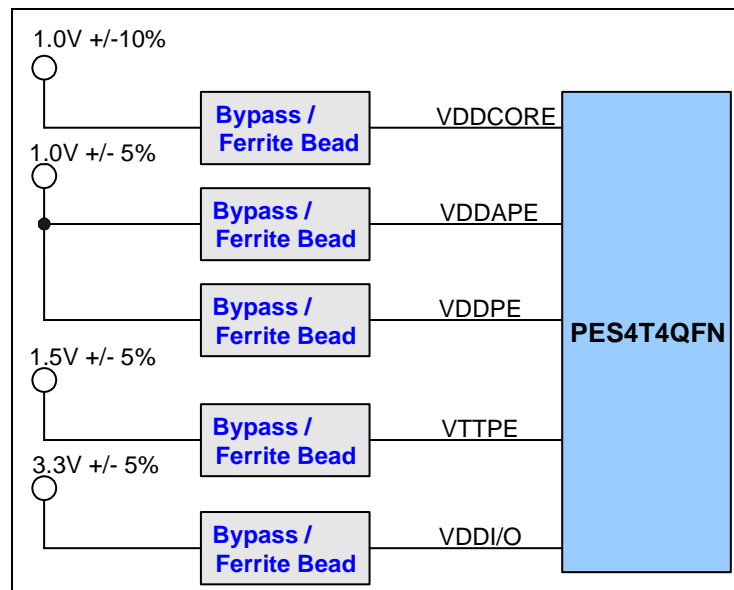 1.0V +/-10%
Bypass /
Ferrite Bead
VDDCORE
1.0V +/- 5%
Bypass /
Ferrite Bead
VDDAPE
Bypass /
Ferrite Bead
VDDPE
PES4T4QFN
1.5V +/- 5%
Bypass /
Ferrite Bead
VTTPE
3.3V +/- 5%
Bypass /
Ferrite Bead
VDDI/O